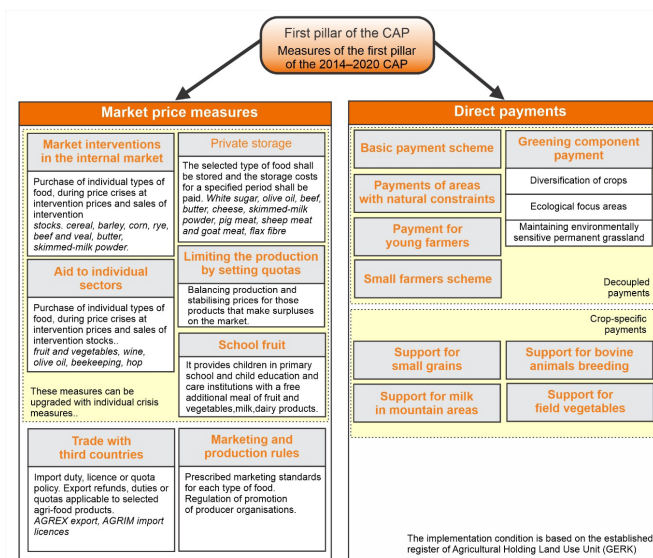 First pillar of the CAP
Measures of the first pillar
of the 2014–2020 CAP
Market price measures
Market interventions
in the internal market
Purchase of individual types of
food, during price crises at
intervention prices and sales of
intervention
stocks. cereal, barley, corn, rye,
beef and veal, butter,
skimmed-milk powder.
Private storage
The selected type of food shall
be stored and the storage costs
for a specified period shall be
paid. White sugar, olive oil, beef,
butter, cheese, skimmed-milk
powder, pig meat, sheep meat
and goat meat, flax fibre
Aid to individual
sectors
Purchase of individual types of
food, during price crises at
intervention prices and sales of
intervention stocks..
fruit and vegetables, wine,
olive oil, beekeeping, hop
Limiting the production
by setting quotas
Balancing production and
stabilising prices for those
products that make surpluses
on the market.
School fruit
It provides children in primary
school and child education and
care institutions with a free
additional meal of fruit and
vegetables,milk,dairy products.
These measures can be
upgraded with individual crisis
measures..
Trade with
third countries
Import duty, licence or quota
policy. Export refunds, duties or
quotas applicable to selected
agri-food products.
AGREX export, AGRIM import
licences
Marketing and
production rules
Prescribed marketing standards
for each type of food.
Regulation of promotion
of producer organisations.
Direct payments
Basic payment scheme
Payments of areas
with natural constraints
Payment for
young farmers
Small farmers scheme
Greening component
payment
Diversification of crops
Ecological focus areas
Maintaining environmentally
sensitive permanent grassland
Decoupled
payments
Crop-specific
payments
Support for
small grains
Support for bovine
animals breeding
Support for milk
in mountain areas
Support for
field vegetables
The implementation condition is based on the established
register of Agricultural Holding Land Use Unit (GERK)